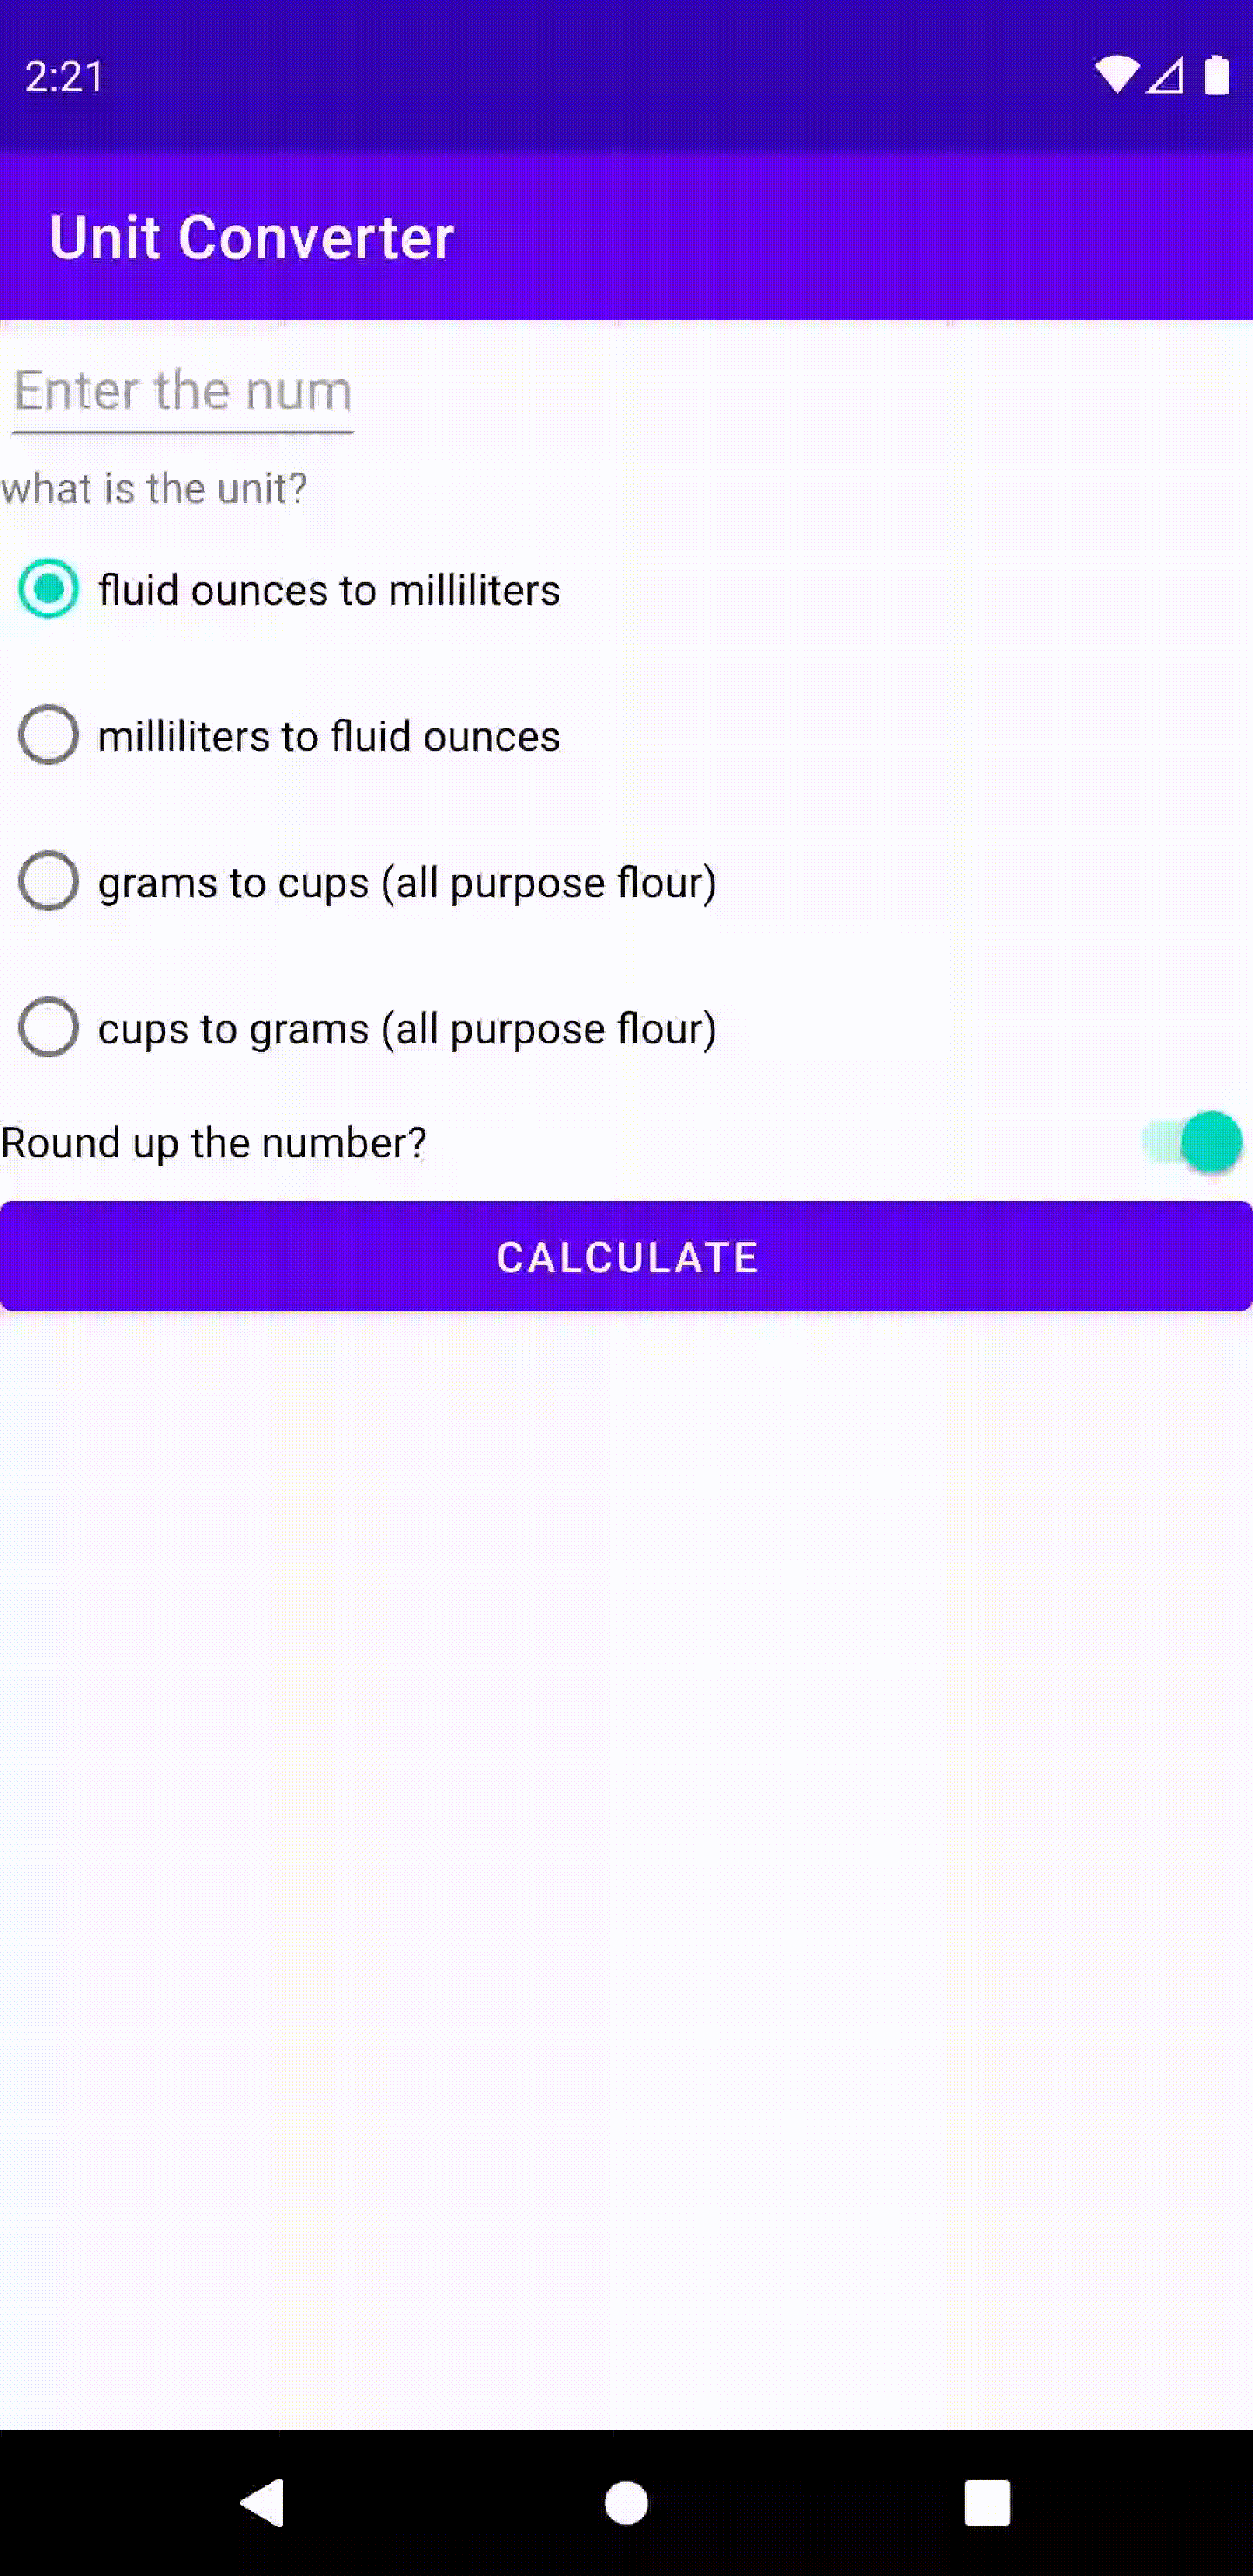 2:21
Unit Converter
Enter the num
what is the unit?
fluid ounces to milliliters
milliliters to fluid ounces
grams to cups (all purpose flour)
cups to grams (all purpose flour)
Round up the number?
CALCULATE